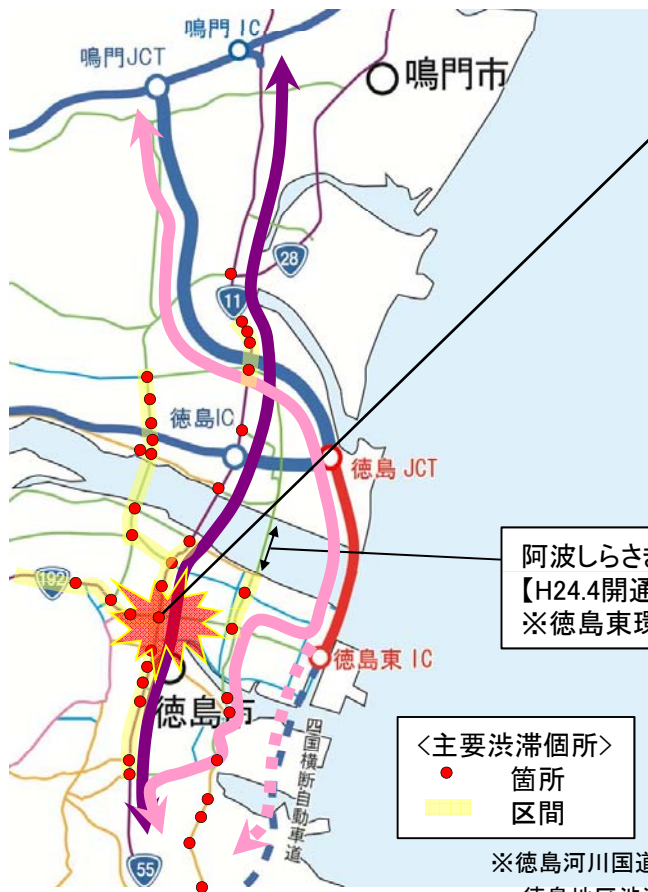 鳴門 IC
鳴門JCT
鳴門市
28
11
徳島IC
徳島 JCT
阿波しらさぎ
【H24.4開通
※徳島東環
192
徳島東 IC
徳島市
四国横断自動車道
<主要渋滞個所>
箇所
区間
55
※徳島河川国道